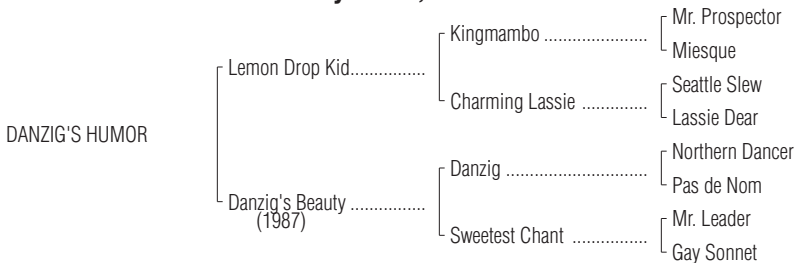 Kingmambo ..................... Mr. Prospector
Miesque
Lemon Drop Kid................
Charming Lassie ............. Seattle Slew
Lassie Dear
DANZIG'S HUMOR
Danzig ............................. Northern Dancer
Pas de Nom
Danzig's Beauty ................
(1987)
Sweetest Chant ............... Mr. Leader
Gay Sonnet